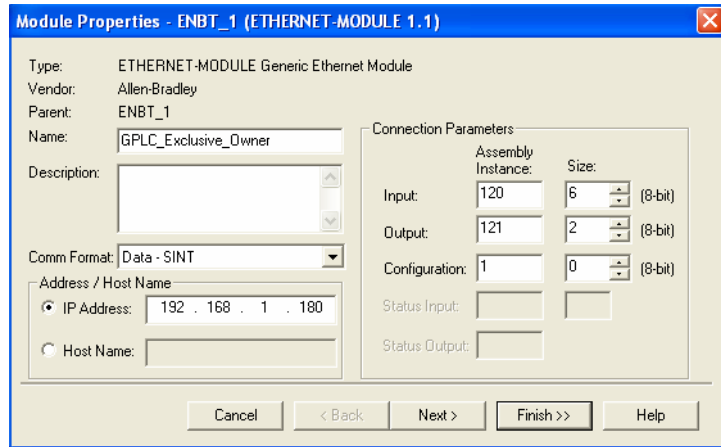 Module Properties - ENBT_1 (ETHERNET-MODULE 1.1)
Type: ETHERNET-MODULE Generic Ethernet Module
Vendor: Allen-Bradley
Parent: ENBT_1
Name: GPLC_Exclusive_Owner
Description:
Comm Format: Data - SINT
Address / Host Name
IP Address: 192 . 168 . 1 . 180
Host Name:
Connection Parameters
Assembly Instance: Size:
Input: 120 6 (8-bit)
Output: 121 2 (8-bit)
Configuration: 1 0 (8-bit)
Status Input:
Status Output:
Cancel < Back Next > Finish >> Help